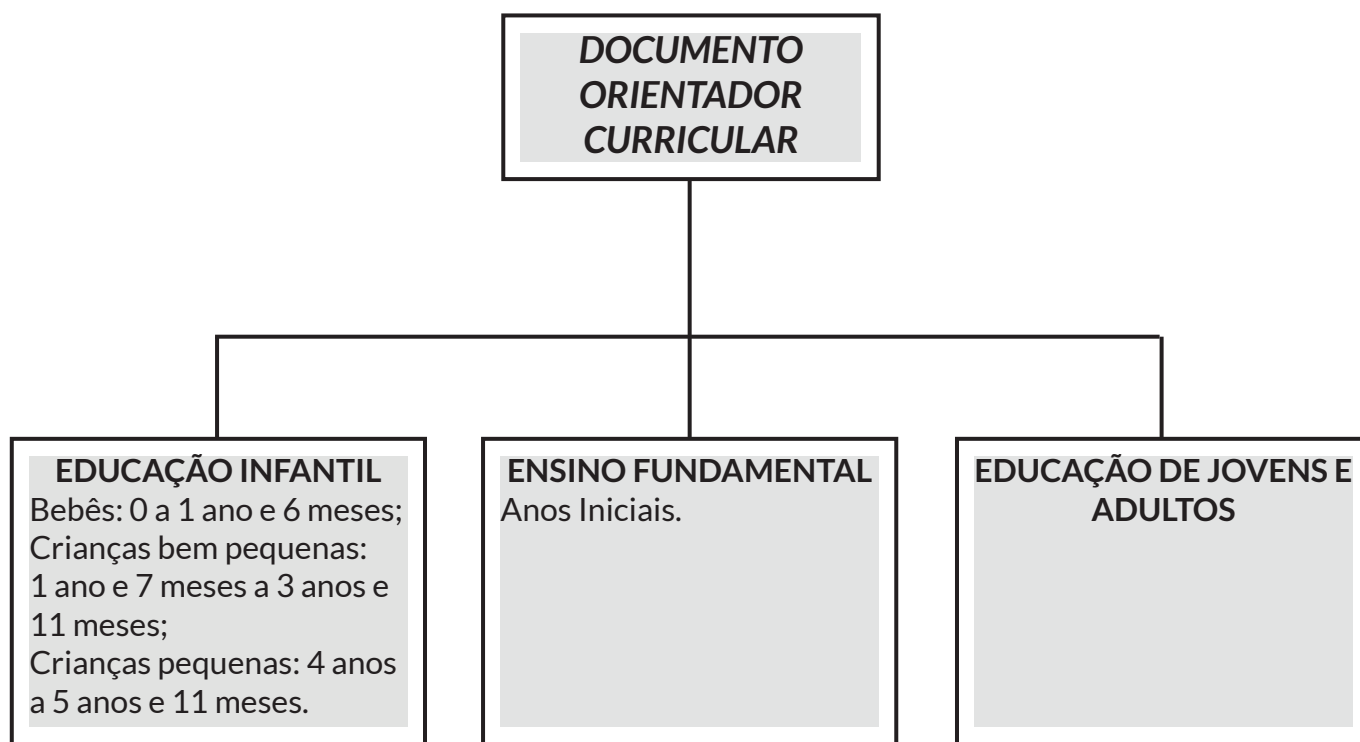 DOCUMENTO
ORIENTADOR
CURRICULAR
EDUCAÇÃO INFANTIL
Bebês: 0 a 1 ano e 6 meses;
Crianças bem pequenas:
1 ano e 7 meses a 3 anos e
11 meses;
Crianças pequenas: 4 anos
a 5 anos e 11 meses.
ENSINO FUNDAMENTAL
Anos Iniciais.
EDUCAÇÃO DE JOVENS E
ADULTOS